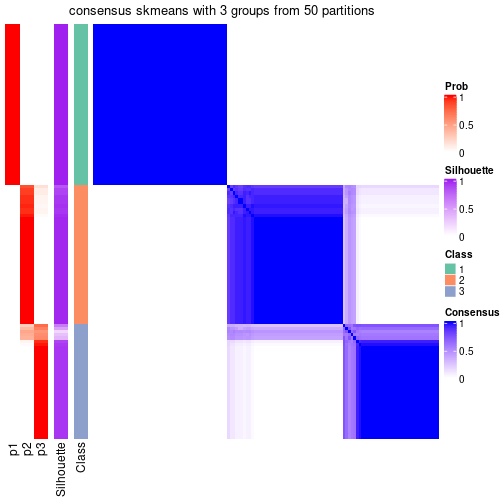 consensus skmeans with 3 groups from 50 partitions
Prob
1
0.5
0
Silhouette
1
0.5
0
Class
1
2
3
Consensus
1
0.5
0
p1
p2
p3
Silhouette
Class